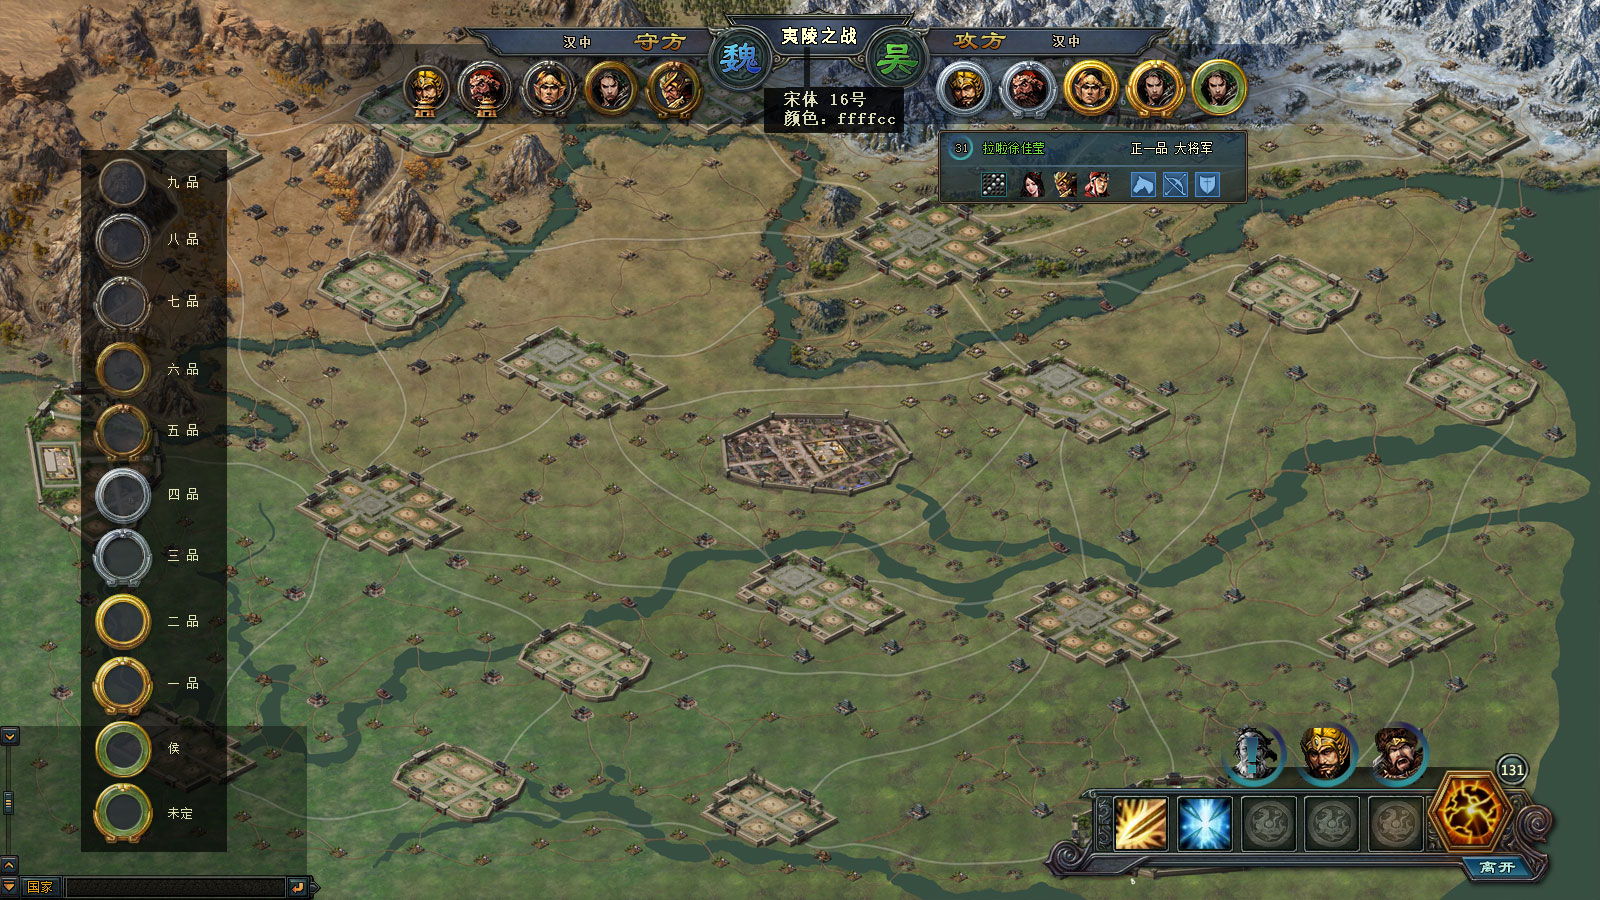 汉中 守方 魏 夷陵之战 吴 攻方 汉中
宋体 16号
颜色：ffffcc
31 拉啦徐佳莹 正一品 大将军
九 品
八 品
七 品
六 品
五 品
四 品
三 品
二 品
一 品
侯
未定
131
国家
离开